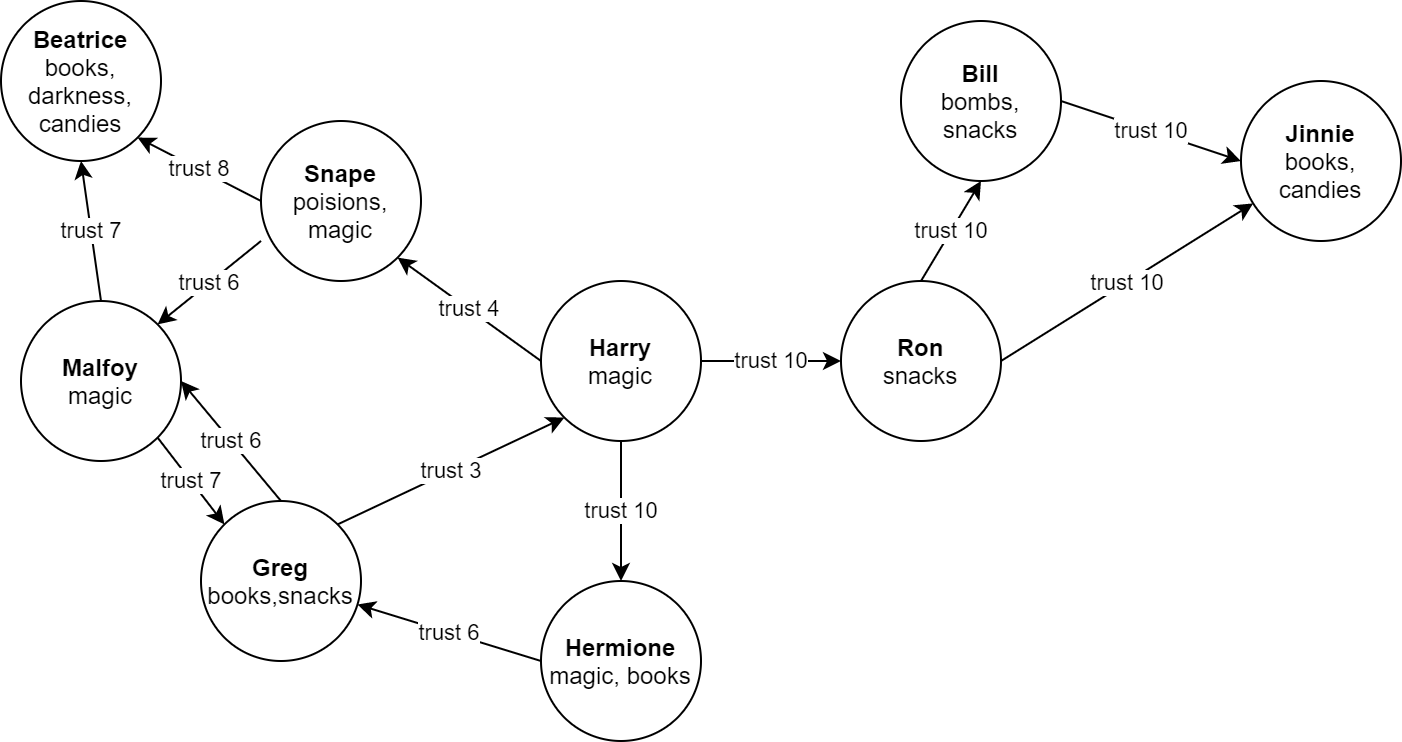 Beatrice
books,
darkness,
candies
trust 8
Snape
poisions,
magic
trust 7
trust 6
trust 4
Malfoy
magic
trust 6
trust 7
Greg
books,snacks
trust 3
Harry
magic
trust 10
trust 10
trust 6
Hermione
magic, books
Ron
snacks
trust 10
Bill
bombs,
snacks
trust 10
trust 10
Jinnie
books,
candies